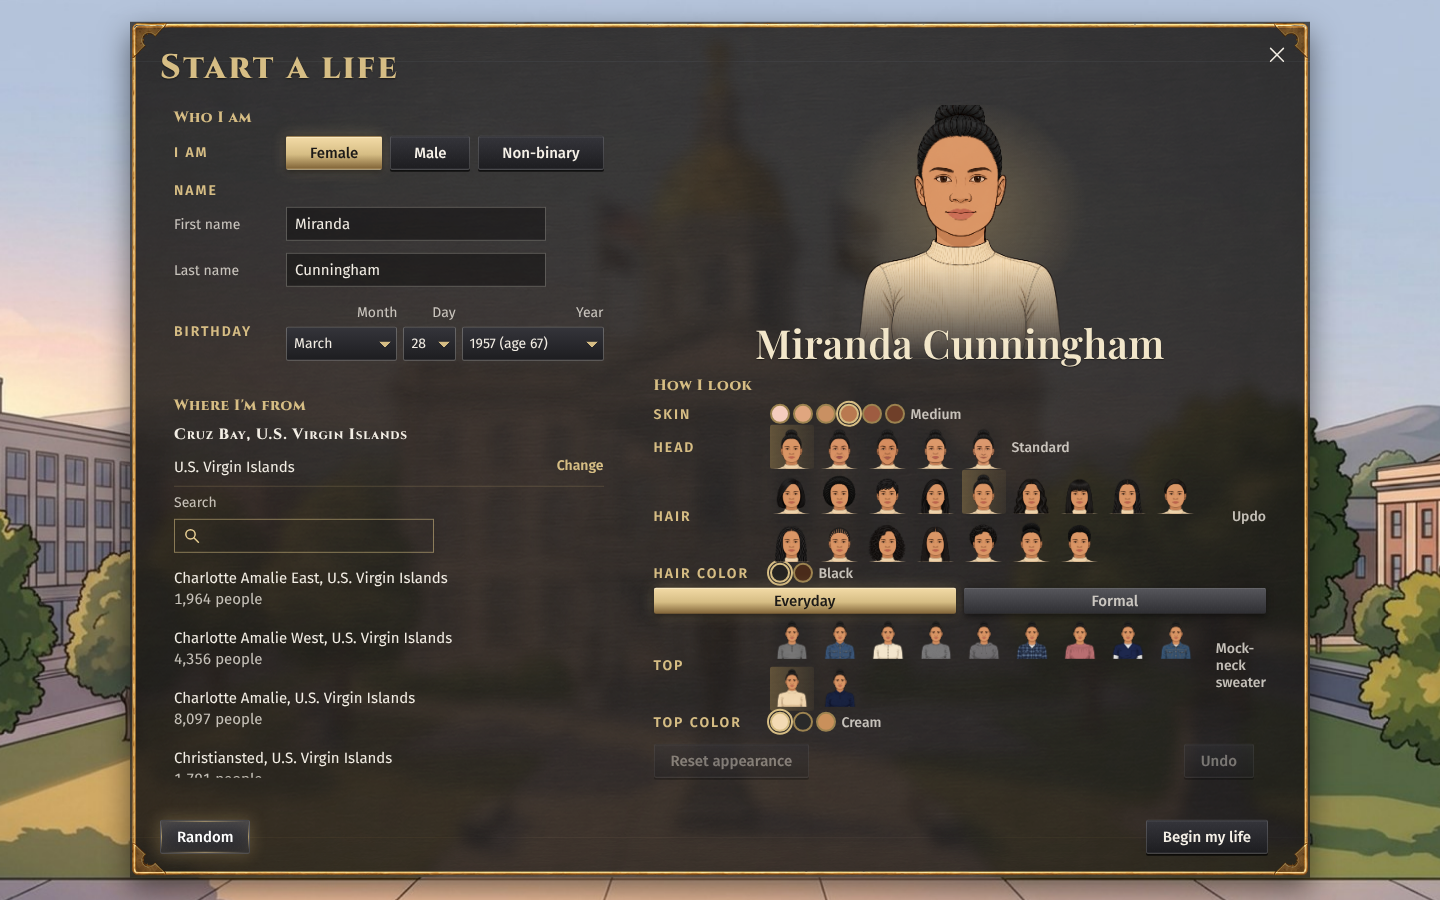 Start a life
Who I am
I AM
Female
Male
Non-binary
NAME
First name
Miranda
Last name
Cunningham
BIRTHDAY
Month
Day
Year
March
28
1957 (age 67)
Where I'm from
Cruz Bay, U.S. Virgin Islands
U.S. Virgin Islands
Change
Search
Charlotte Amalie East, U.S. Virgin Islands
1,964 people
Charlotte Amalie West, U.S. Virgin Islands
4,356 people
Charlotte Amalie, U.S. Virgin Islands
8,097 people
Christiansted, U.S. Virgin Islands
Random
Miranda Cunningham
How I look
SKIN
Medium
HEAD
Standard
HAIR
Updo
HAIR COLOR
Black
Everyday
Formal
TOP
Mock-
neck
sweater
TOP COLOR
Cream
Reset appearance
Undo
Begin my life